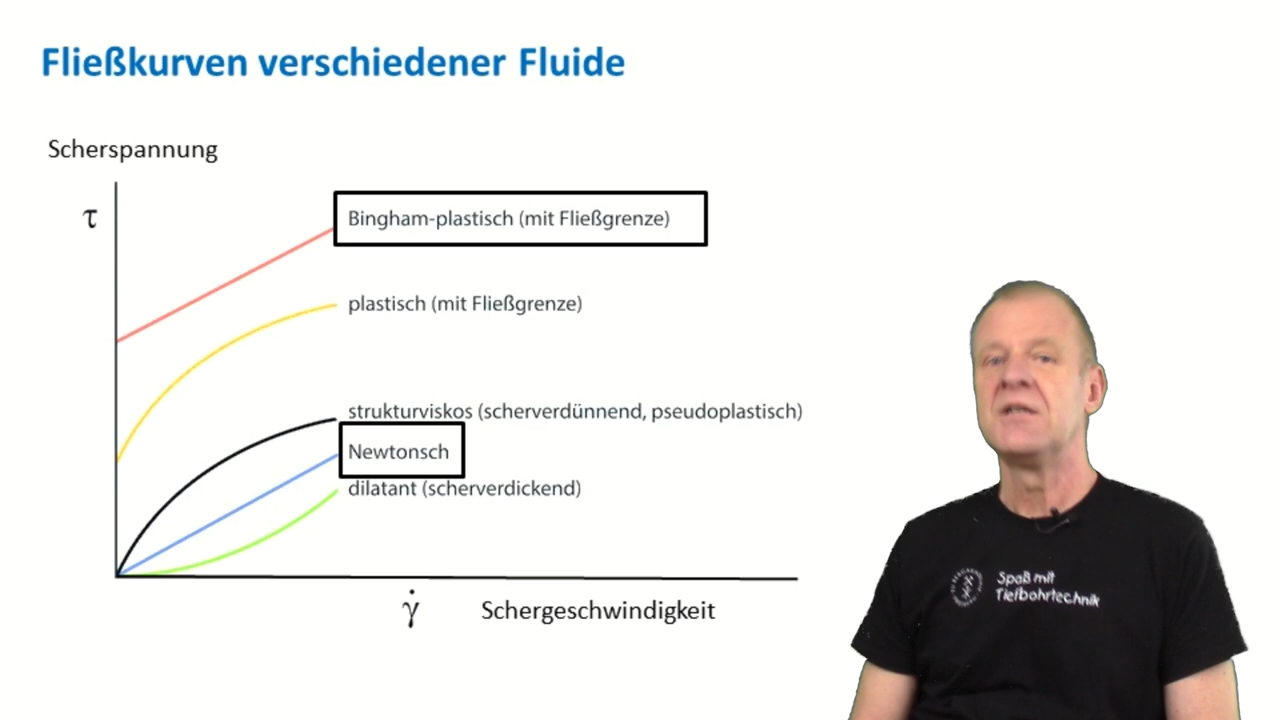 Fließkurven verschiedener Fluide
Scherspannung
τ
Bingham-plastisch (mit Fließgrenze)
plastisch (mit Fließgrenze)
strukturviskos (scherverdünnend, pseudoplastisch)
Newtonsch
dilatant (scherverdickend)
γ̇ Schergeschwindigkeit
Spaß mit
Tiefbohrtechnik